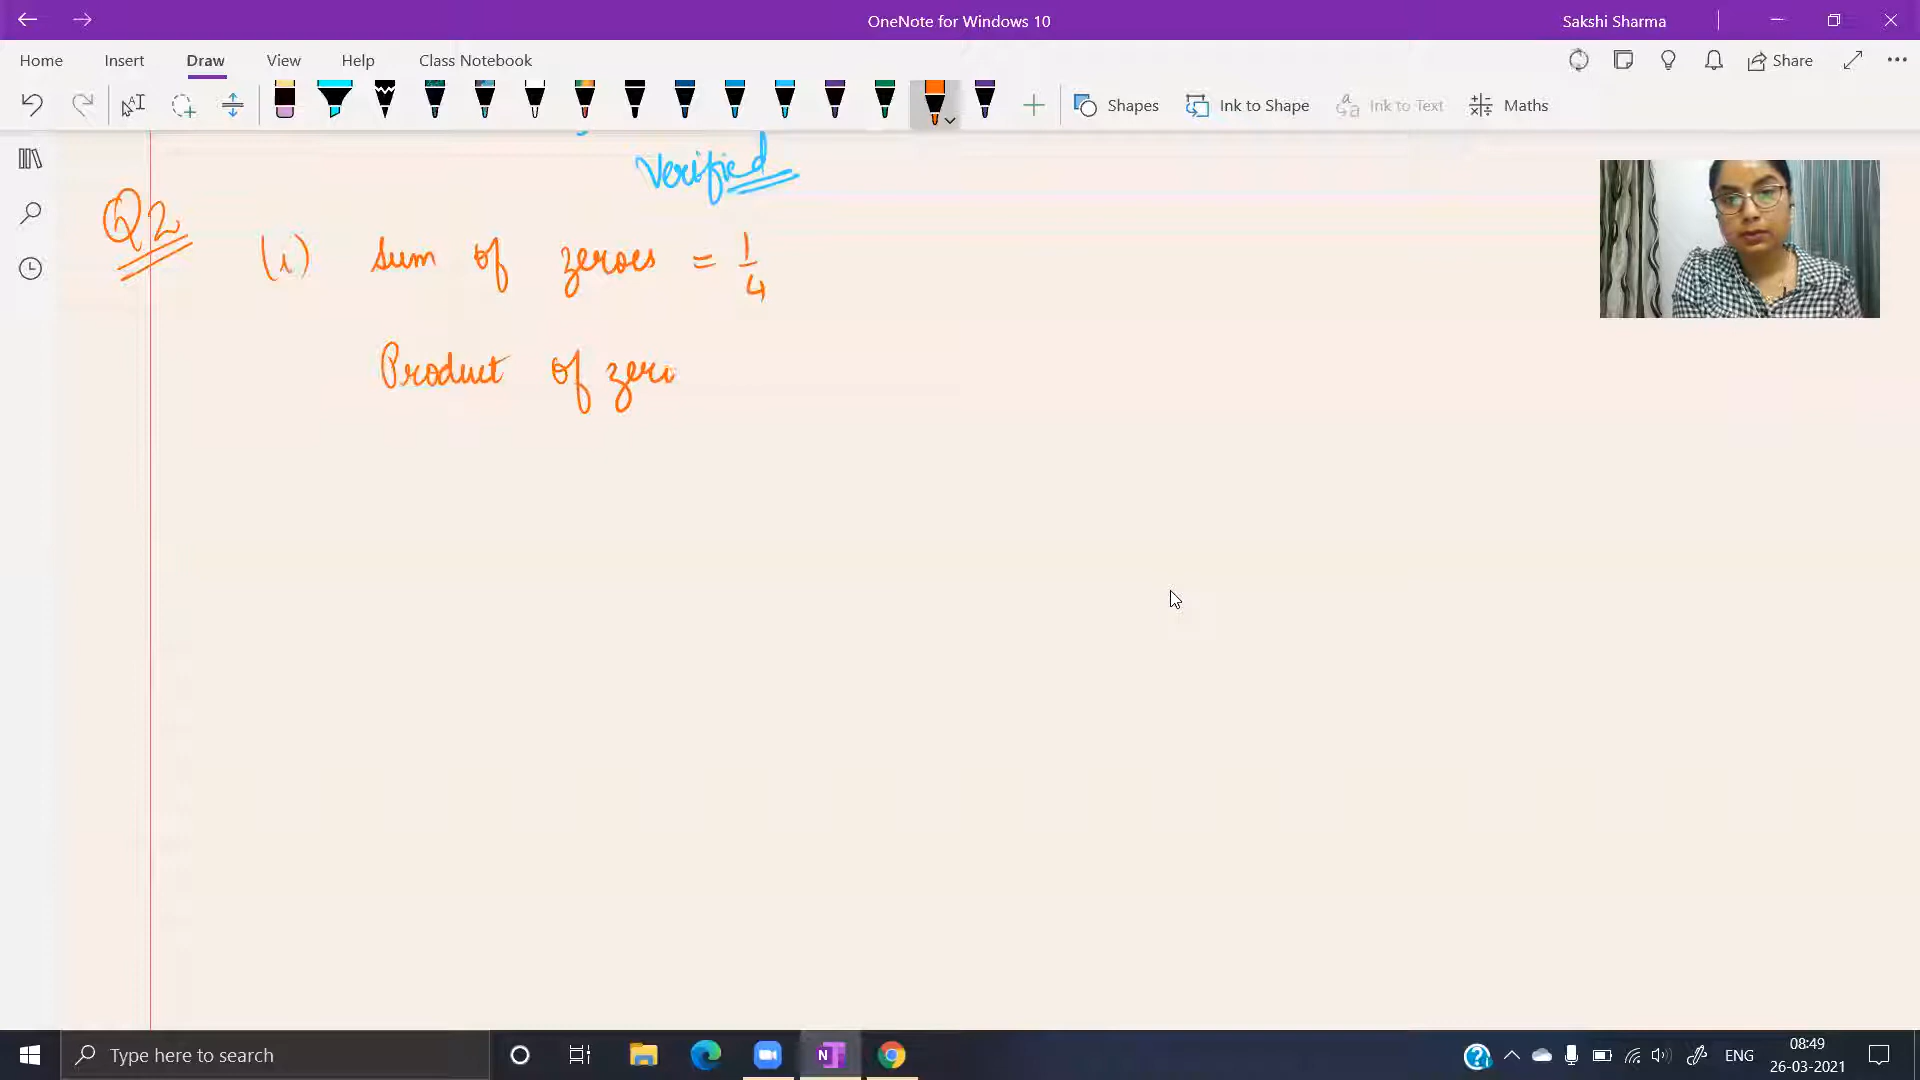 OneNote for Windows 10
Sakshi Sharma
Home Insert Draw View Help Class Notebook
Share
Shapes Ink to Shape Ink to Text Maths
Verified
Q2
(i) Sum of zeroes = 1/4
Product of zero
Type here to search
ENG
08:49
26-03-2021